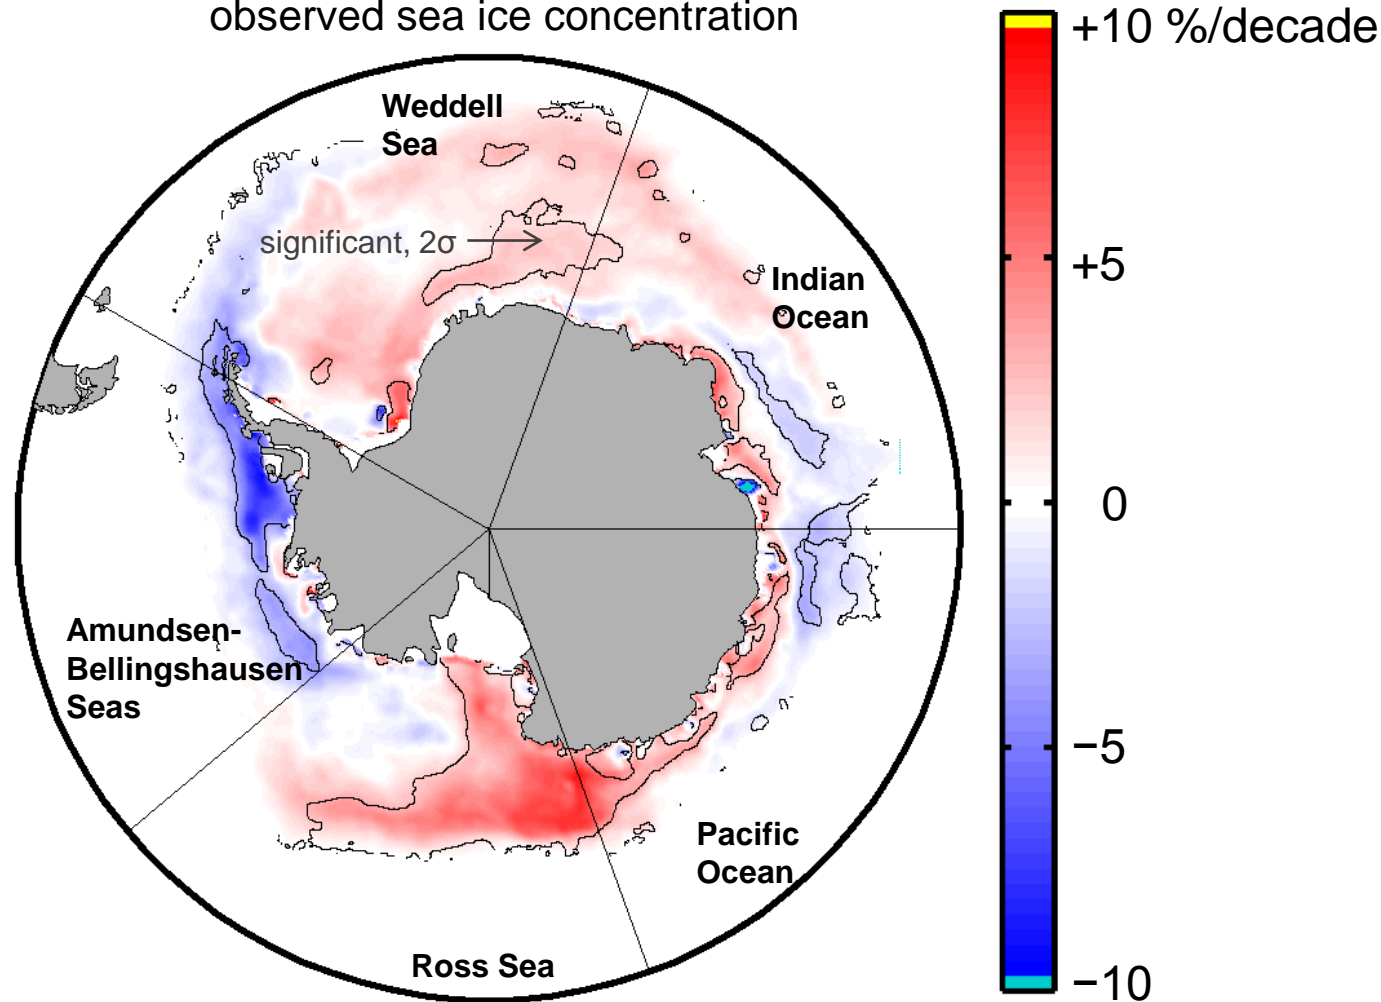 observed sea ice concentration
+10 %/decade
Weddell
Sea
significant, 2σ
Indian
Ocean
+5
0
Amundsen-
Bellingshausen
Seas
−5
Pacific
Ocean
Ross Sea
−10